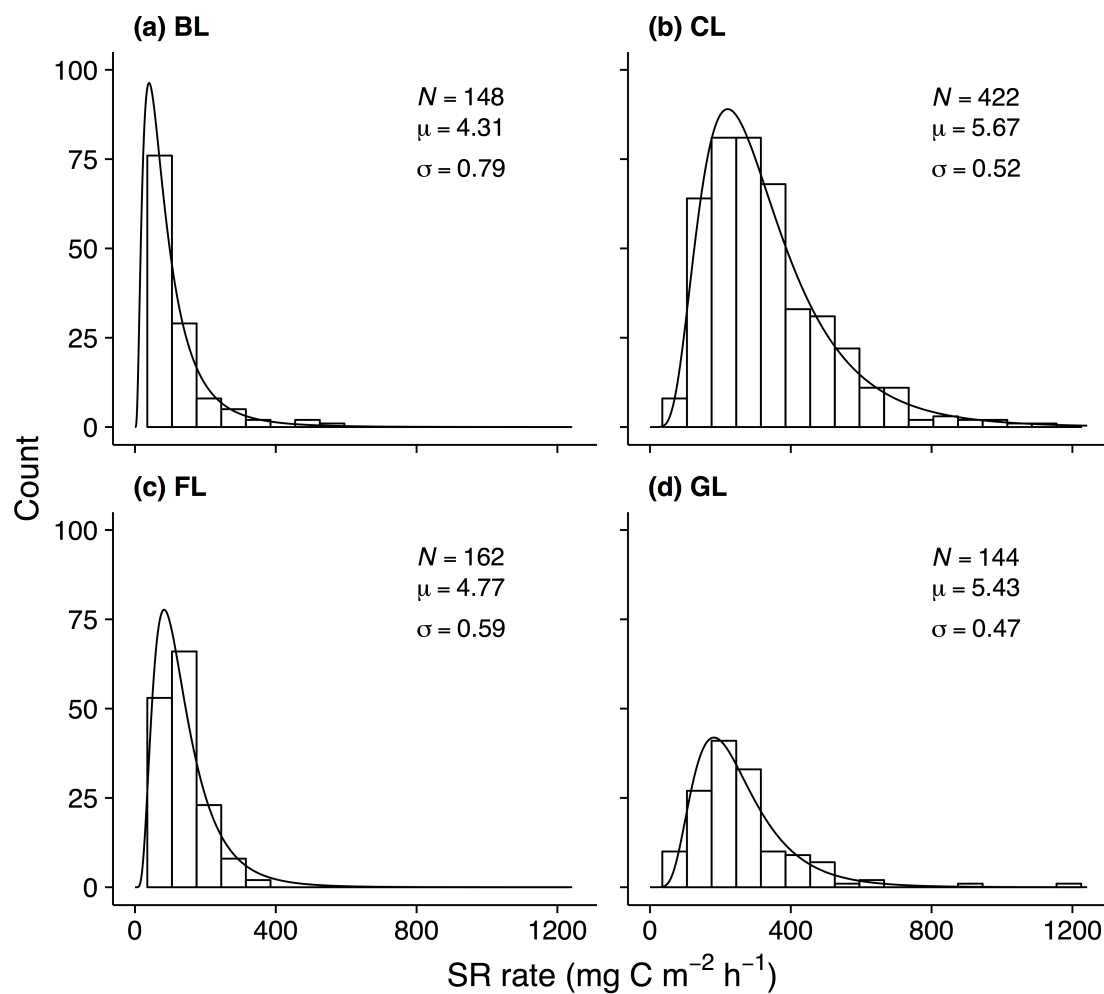 (a) BL
(b) CL
100
75
50
25
0
N = 148
μ = 4.31
σ = 0.79
N = 422
μ = 5.67
σ = 0.52
Count
(c) FL
(d) GL
100
75
50
25
0
N = 162
μ = 4.77
σ = 0.59
N = 144
μ = 5.43
σ = 0.47
0 400 800 1200
0 400 800 1200
SR rate (mg C m⁻² h⁻¹)